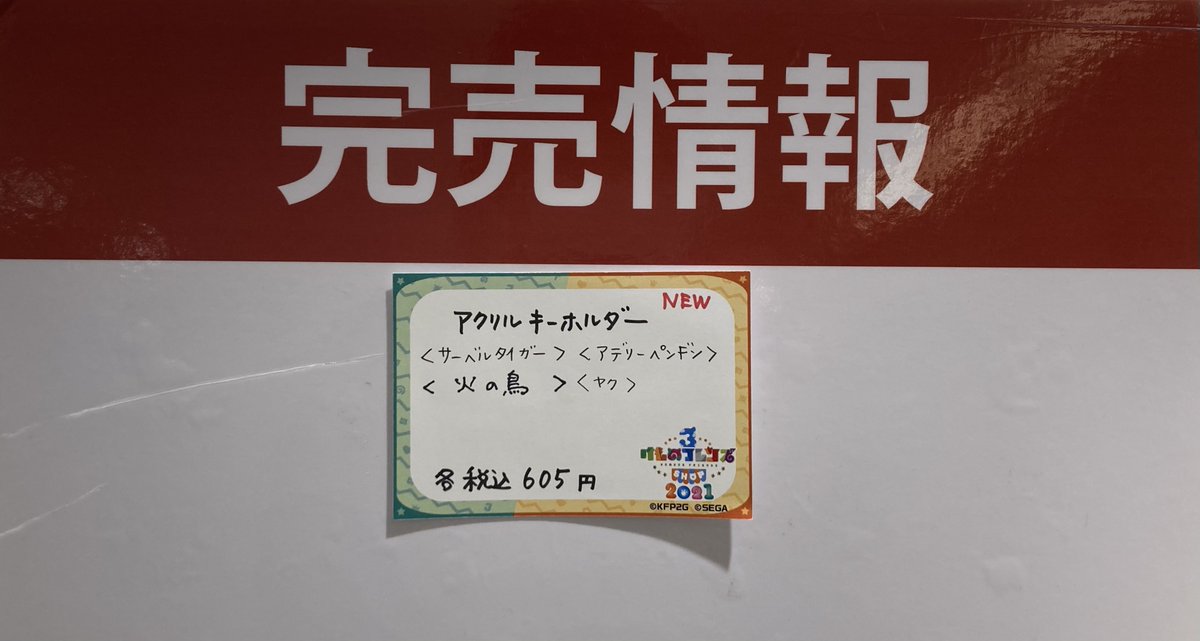 完売情報
NEW
アクリルキーホルダー
<サーベルタイガー> <アデリーペンギン>
< 火の鳥 > <ヤク>
各税込605円
けものフレンズ3
KEMONO FRIENDS
SHOP
2021
©KFP2G ©SEGA